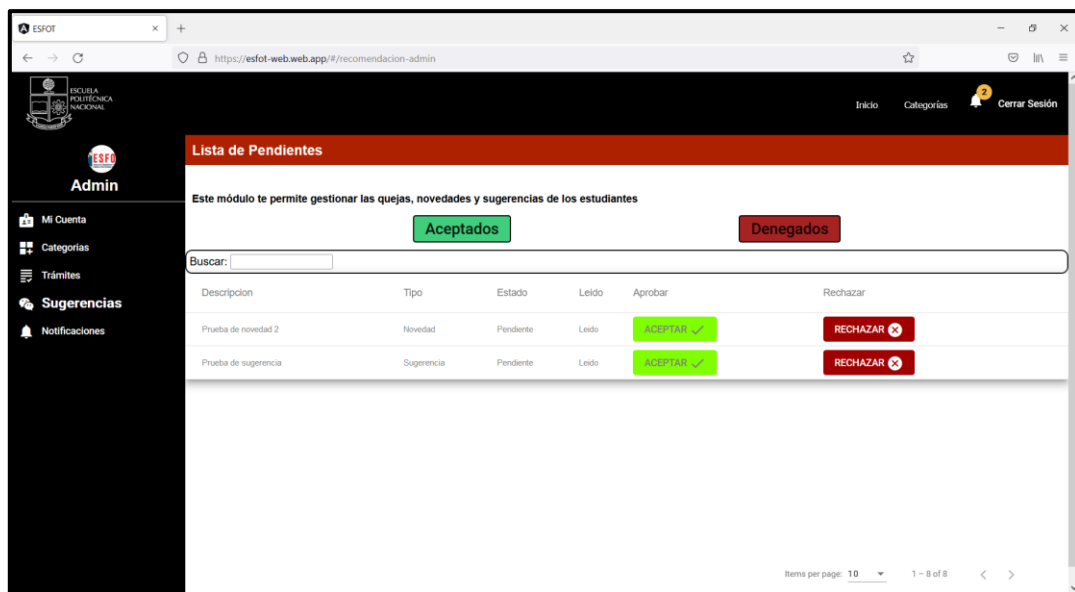 ESFOT
https://esfot-web.web.app/#/recomendacion-admin
ESCUELA
POLITÉCNICA
NACIONAL
Inicio Categorías 2 Cerrar Sesión
ESFO
Admin
Mi Cuenta
Categorias
Trámites
Sugerencias
Notificaciones
Lista de Pendientes
Este módulo te permite gestionar las quejas, novedades y sugerencias de los estudiantes
Aceptados Denegados
Buscar:
Descripcion Tipo Estado Leido Aprobar Rechazar
Prueba de novedad 2 Novedad Pendiente Leido ACEPTAR RECHAZAR
Prueba de sugerencia Sugerencia Pendiente Leido ACEPTAR RECHAZAR
Items per page: 10 1 – 8 of 8